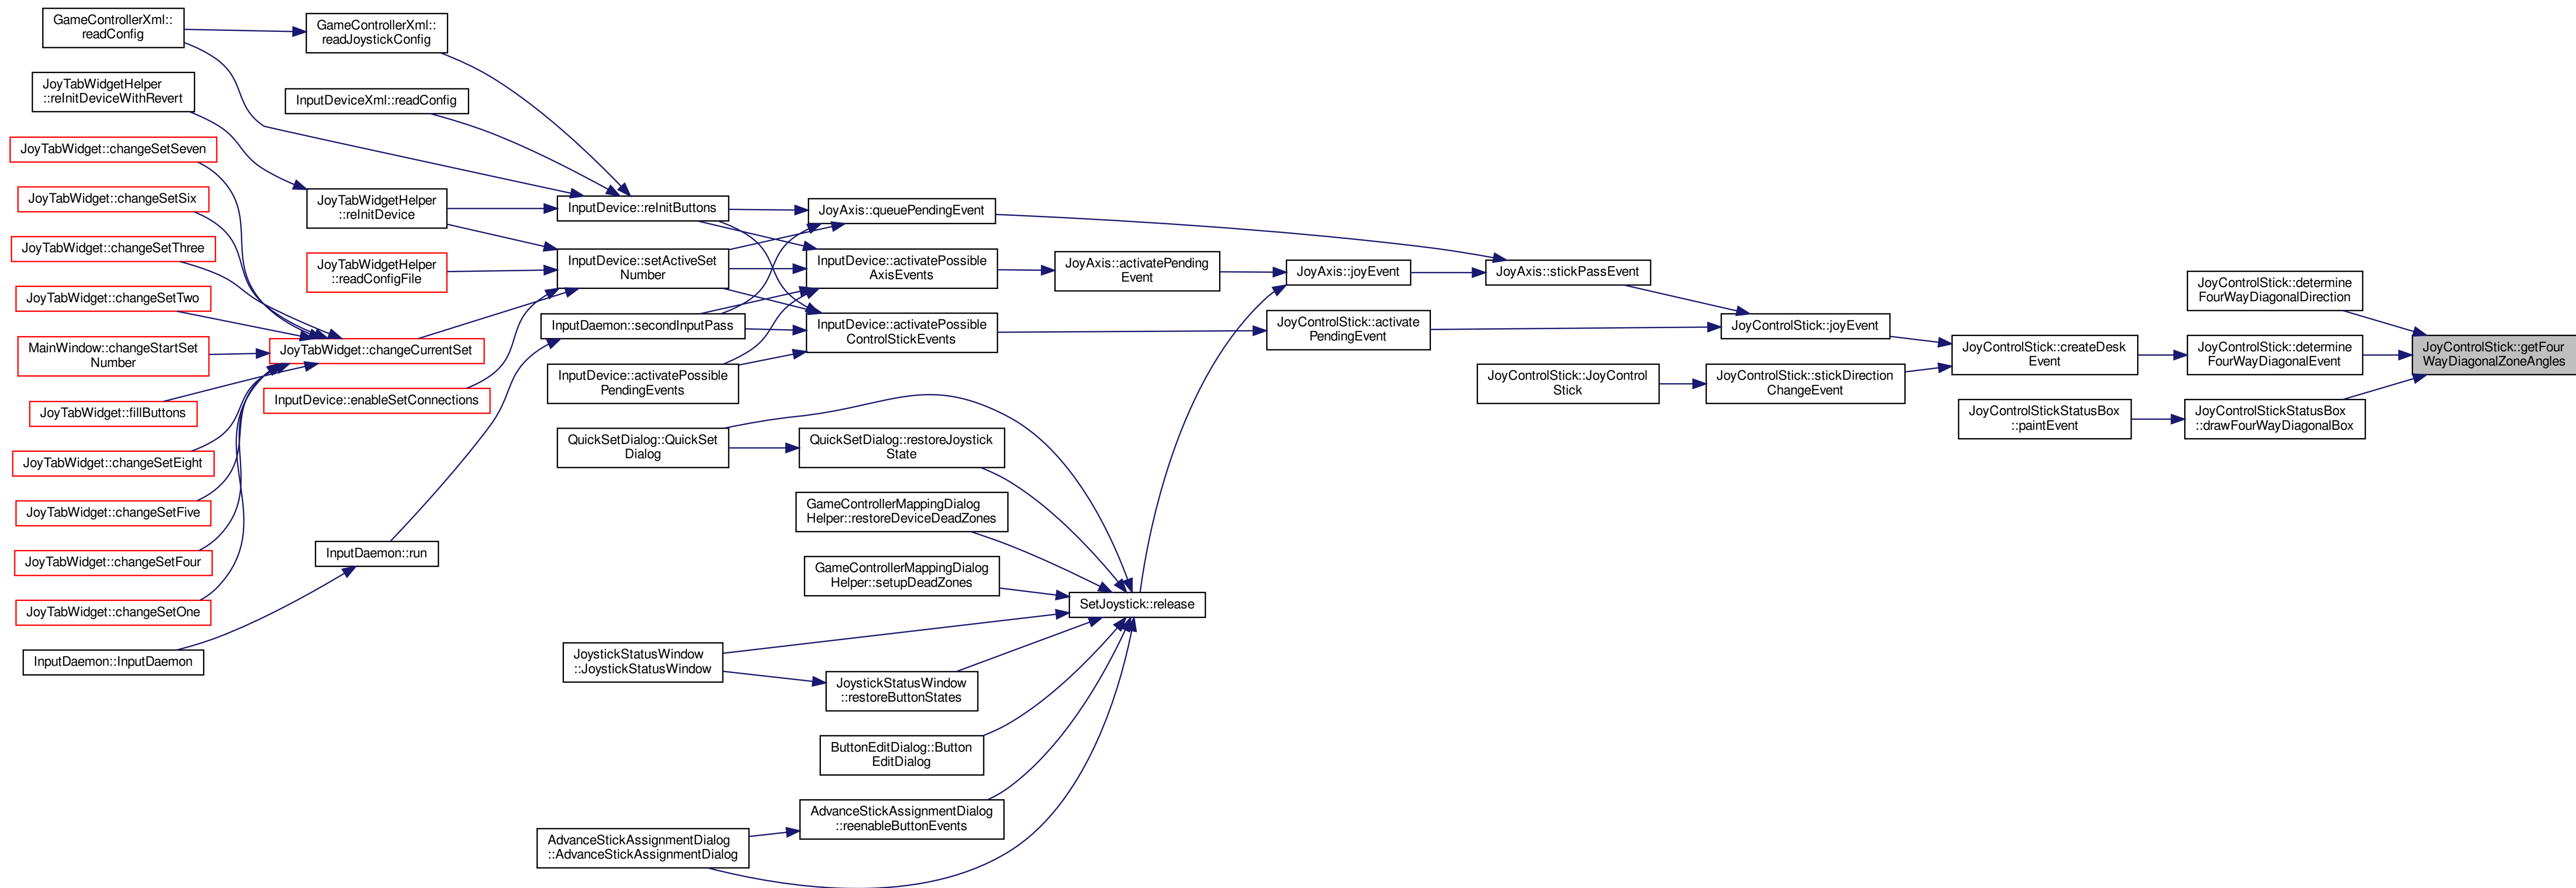 GameControllerXml::
readConfig
GameControllerXml::
readJoystickConfig
JoyTabWidgetHelper
::reInitDeviceWithRevert
InputDeviceXml::readConfig
JoyTabWidget::changeSetSeven
JoyTabWidget::changeSetSix
JoyTabWidgetHelper
::reInitDevice
InputDevice::reInitButtons
JoyAxis::queuePendingEvent
JoyTabWidget::changeSetThree
JoyTabWidgetHelper
::readConfigFile
InputDevice::setActiveSet
Number
InputDevice::activatePossible
AxisEvents
JoyAxis::activatePending
Event
JoyAxis::joyEvent
JoyAxis::stickPassEvent
JoyControlStick::determine
FourWayDiagonalDirection
JoyTabWidget::changeSetTwo
InputDaemon::secondInputPass
InputDevice::activatePossible
ControlStickEvents
JoyControlStick::activate
PendingEvent
JoyControlStick::joyEvent
MainWindow::changeStartSet
Number
JoyTabWidget::changeCurrentSet
JoyControlStick::createDesk
Event
JoyControlStick::determine
FourWayDiagonalEvent
JoyControlStick::getFour
WayDiagonalZoneAngles
InputDevice::activatePossible
PendingEvents
JoyControlStick::JoyControl
Stick
JoyControlStick::stickDirection
ChangeEvent
JoyTabWidget::fillButtons
InputDevice::enableSetConnections
JoyControlStickStatusBox
::paintEvent
JoyControlStickStatusBox
::drawFourWayDiagonalBox
QuickSetDialog::QuickSet
Dialog
QuickSetDialog::restoreJoystick
State
JoyTabWidget::changeSetEight
JoyTabWidget::changeSetFive
GameControllerMappingDialog
Helper::restoreDeviceDeadZones
JoyTabWidget::changeSetFour
InputDaemon::run
GameControllerMappingDialog
Helper::setupDeadZones
JoyTabWidget::changeSetOne
SetJoystick::release
InputDaemon::InputDaemon
JoystickStatusWindow
::JoystickStatusWindow
JoystickStatusWindow
::restoreButtonStates
ButtonEditDialog::Button
EditDialog
AdvanceStickAssignmentDialog
::reenableButtonEvents
AdvanceStickAssignmentDialog
::AdvanceStickAssignmentDialog